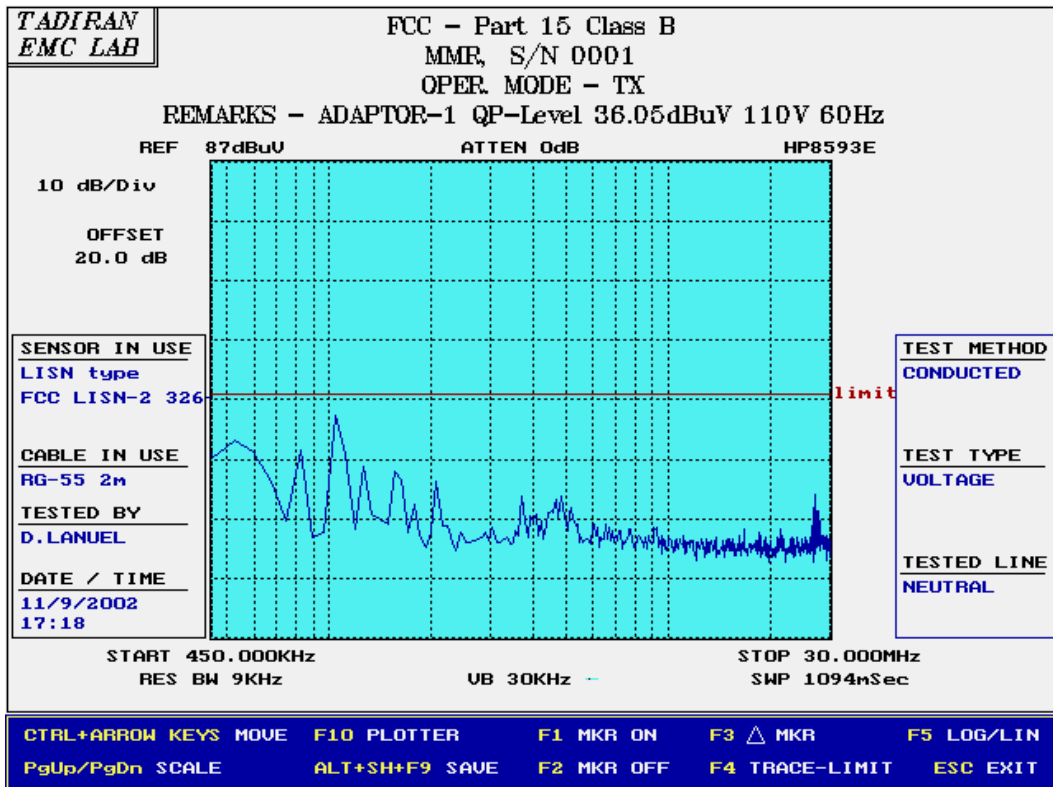 TADIRAN
EMC LAB
FCC - Part 15 Class B
MMR, S/N 0001
OPER. MODE - TX
REMARKS - ADAPTOR-1 QP-Level 36.05dBuV 110V 60Hz
REF 87dBuV ATTEN 0dB HP8593E
10 dB/Div
OFFSET
20.0 dB
SENSOR IN USE
LISN type
FCC LISN-2 326
CABLE IN USE
RG-55 2m
TESTED BY
D.LANUEL
DATE / TIME
11/9/2002
17:18
limit
TEST METHOD
CONDUCTED
TEST TYPE
VOLTAGE
TESTED LINE
NEUTRAL
START 450.000KHz STOP 30.000MHz
RES BW 9KHz VB 30KHz SWP 1094mSec
CTRL+ARROW KEYS MOVE F10 PLOTTER F1 MKR ON F3 △ MKR F5 LOG/LIN
PgUp/PgDn SCALE ALT+SH+F9 SAVE F2 MKR OFF F4 TRACE-LIMIT ESC EXIT